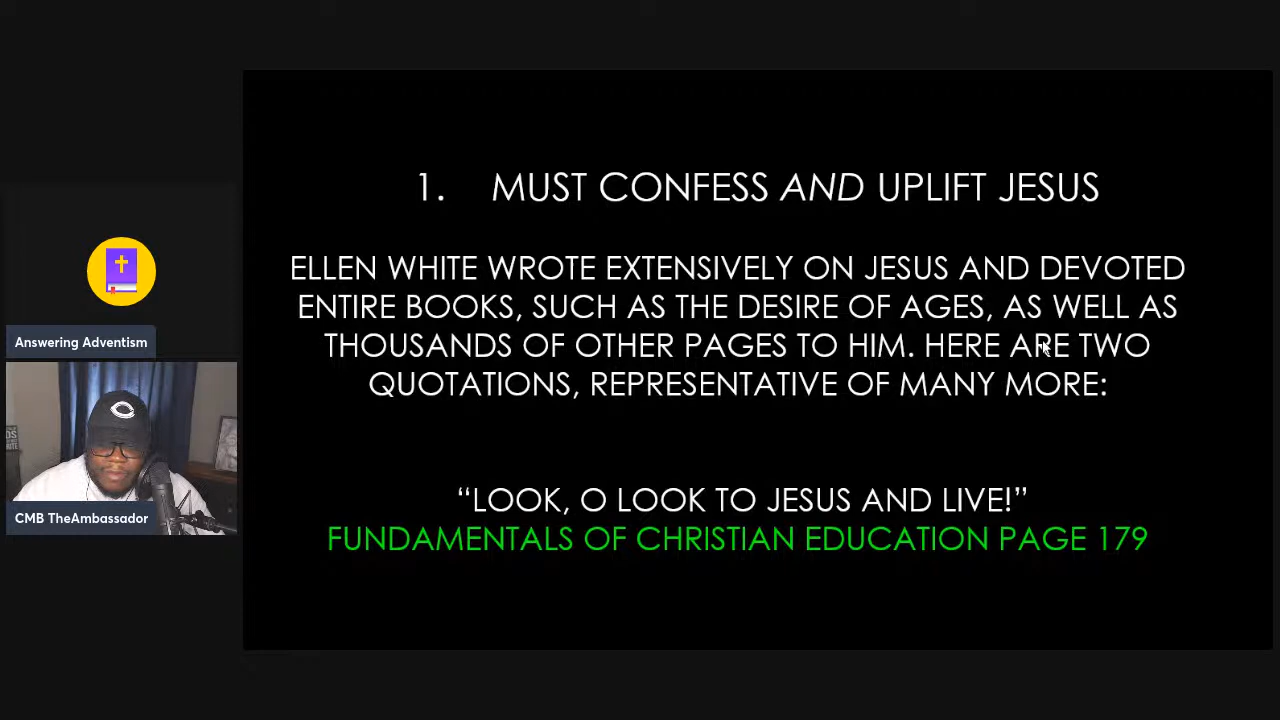 1. MUST CONFESS AND UPLIFT JESUS
ELLEN WHITE WROTE EXTENSIVELY ON JESUS AND DEVOTED
ENTIRE BOOKS, SUCH AS THE DESIRE OF AGES, AS WELL AS
THOUSANDS OF OTHER PAGES TO HIM. HERE ARE TWO
QUOTATIONS, REPRESENTATIVE OF MANY MORE:
“LOOK, O LOOK TO JESUS AND LIVE!”
FUNDAMENTALS OF CHRISTIAN EDUCATION PAGE 179
Answering Adventism
CMB TheAmbassador